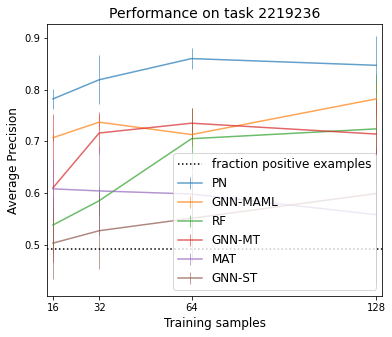 Performance on task 2219236
Average Precision
0.9
0.8
0.7
0.6
0.5
fraction positive examples
PN
GNN-MAML
RF
GNN-MT
MAT
GNN-ST
16
32
64
128
Training samples